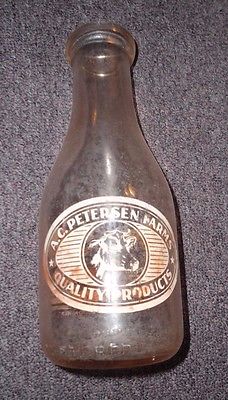 A.C. PETERSEN FARMS
QUALITY PRODUCTS